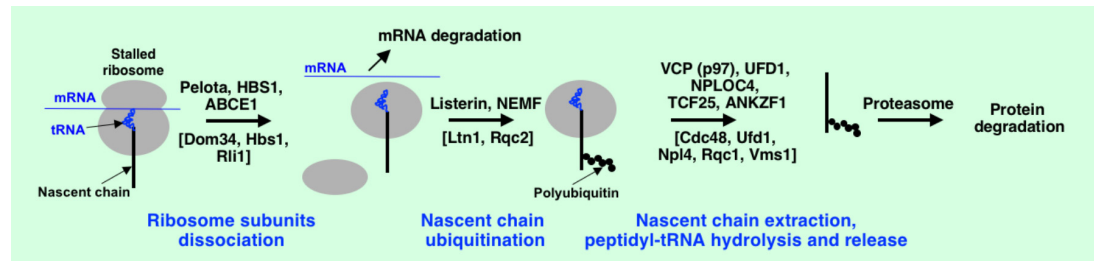 Stalled
ribosome
mRNA
tRNA
Nascent chain
Pelota, HBS1,
ABCE1
[Dom34, Hbs1,
Rli1]
Ribosome subunits
dissociation
mRNA degradation
mRNA
Listerin, NEMF
[Ltn1, Rqc2]
Nascent chain
ubiquitination
Polyubiquitin
VCP (p97), UFD1,
NPLOC4,
TCF25, ANKZF1
[Cdc48, Ufd1,
Npl4, Rqc1, Vms1]
Nascent chain extraction,
peptidyl-tRNA hydrolysis and release
Proteasome
Protein
degradation